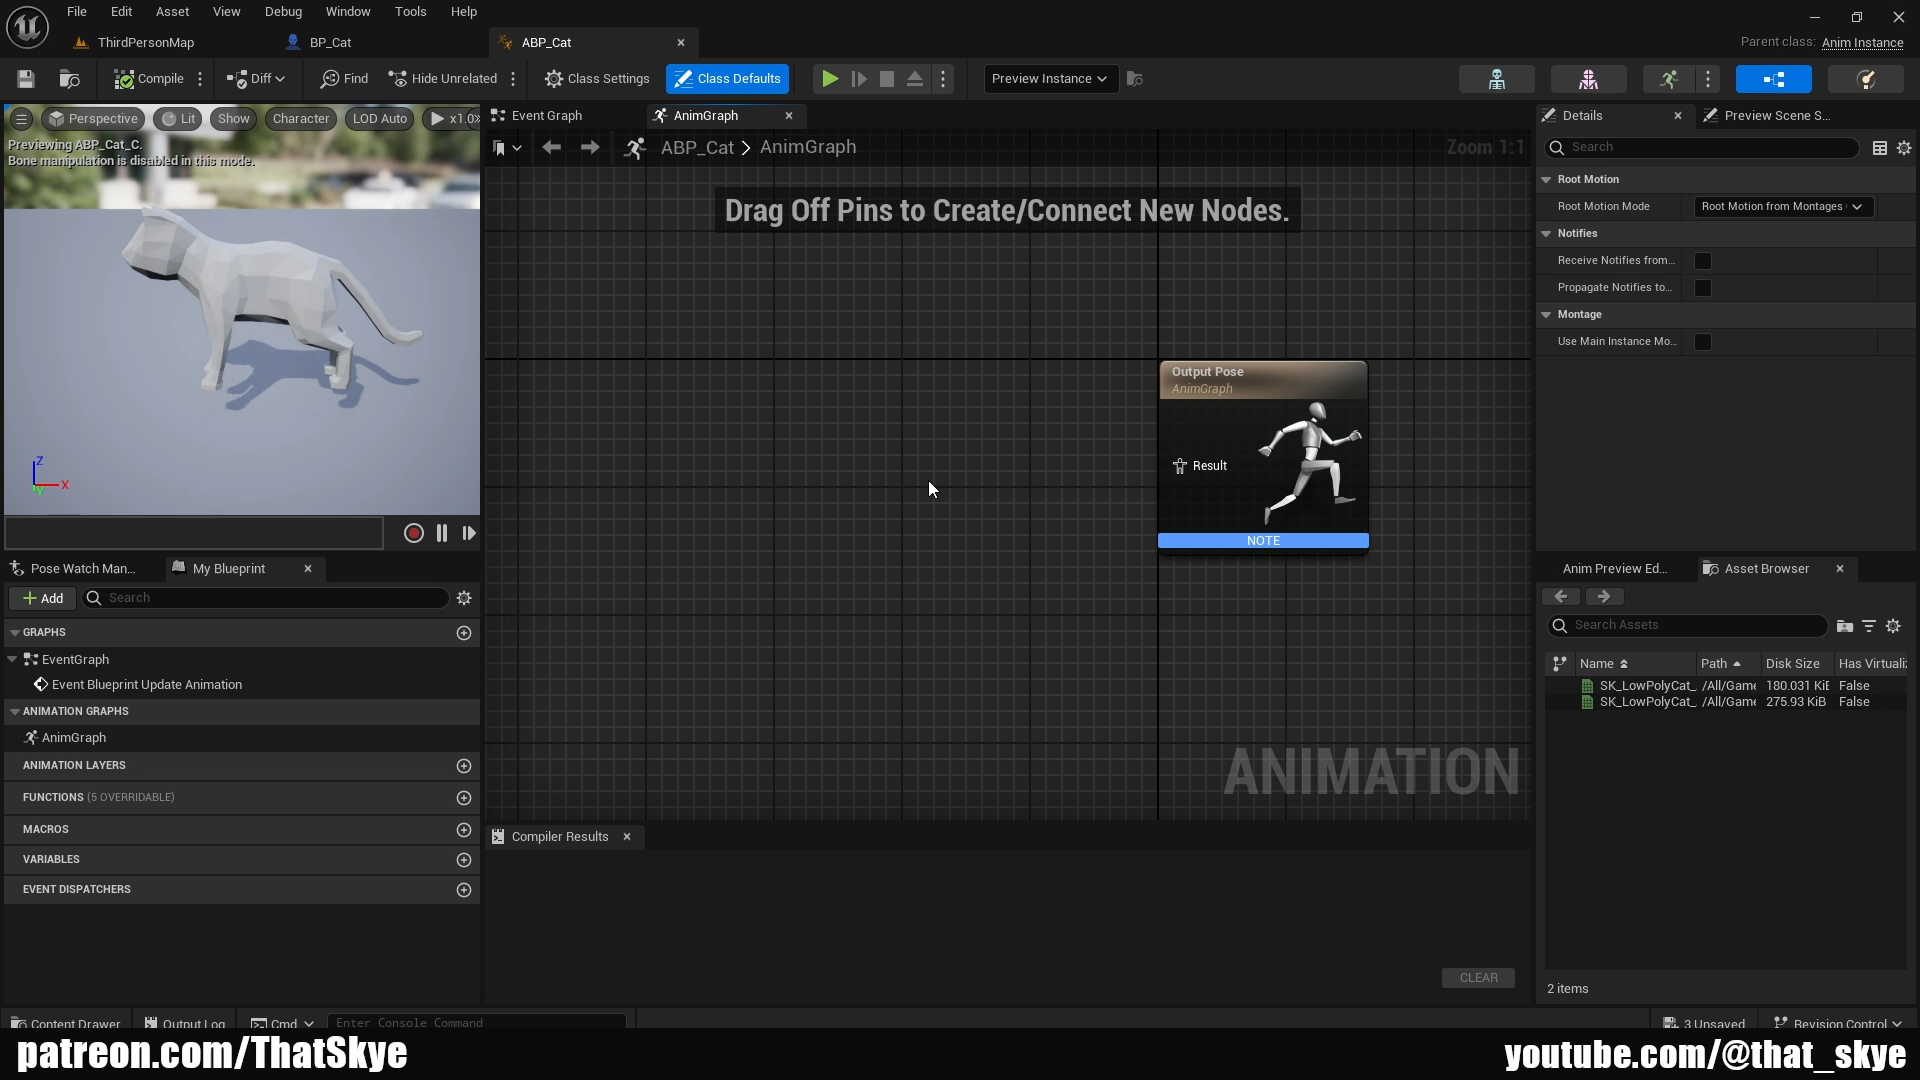 File Edit Asset View Debug Window Tools Help
ThirdPersonMap BP_Cat ABP_Cat
Parent class: Anim Instance
Compile Diff Find Hide Unrelated Class Settings Class Defaults Preview Instance
Perspective Lit Show Character LOD Auto x1.0
Previewing ABP_Cat_C.
Bone manipulation is disabled in this mode.
Z
X
Y
Event Graph AnimGraph
ABP_Cat > AnimGraph
Zoom 1:1
Drag Off Pins to Create/Connect New Nodes.
Output Pose
AnimGraph
Result
NOTE
ANIMATION
Pose Watch Man... My Blueprint
Add Search
GRAPHS
EventGraph
Event Blueprint Update Animation
ANIMATION GRAPHS
AnimGraph
ANIMATION LAYERS
FUNCTIONS (5 OVERRIDABLE)
MACROS
VARIABLES
EVENT DISPATCHERS
Compiler Results
CLEAR
Details Preview Scene S...
Search
Root Motion
Root Motion Mode Root Motion from Montages
Notifies
Receive Notifies from...
Propagate Notifies to...
Montage
Use Main Instance Mo...
Anim Preview Ed... Asset Browser
Search Assets
Name Path Disk Size Has Virtuali
SK_LowPolyCat_ /All/Game 180.031 KiB False
SK_LowPolyCat_ /All/Game 275.93 KiB False
2 items
Content Drawer Output Log Cmd Enter Console Command 3 Unsaved Revision Control
patreon.com/ThatSkye
youtube.com/@that_skye